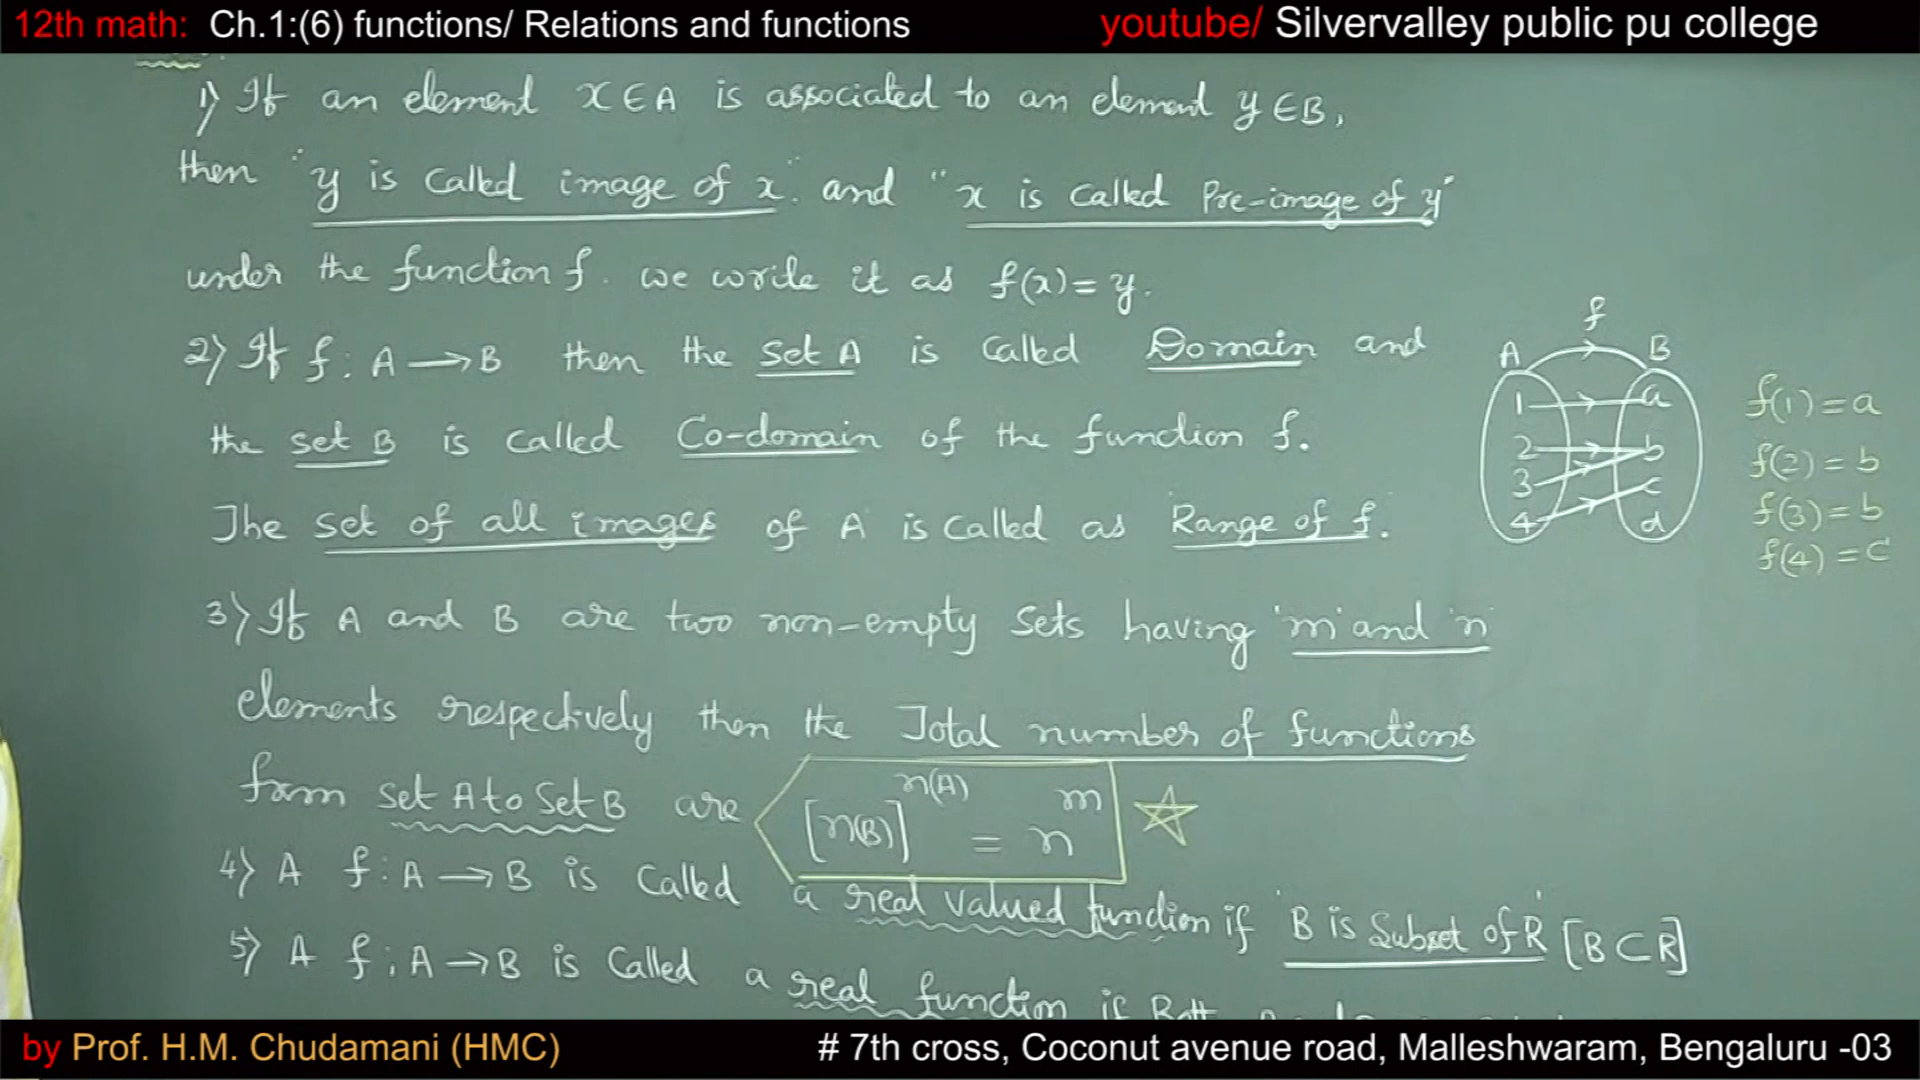 12th math: Ch.1:(6) functions/ Relations and functions
youtube/ Silvervalley public pu college
1) If an element x∈A is associated to an element y∈B,
then "y is called image of x" and "x is called Pre-image of y"
under the function f. we write it as f(x)=y.
2) If f:A→B then the set A is called Domain and
the set B is called Co-domain of the function f.
The set of all images of A is called as Range of f.
f
A B
1 a
2 b
3 c
4 d
f(1)=a
f(2)=b
f(3)=b
f(4)=c
3) If A and B are two non-empty sets having 'm' and 'n'
elements respectively then the Total number of functions
from set A to Set B are [n(B)]^n(A) = n^m
4) A f:A→B is called a real valued function if 'B is Subset of R' [B⊂R]
5) A f:A→B is called a real function if Both
by Prof. H.M. Chudamani (HMC)
# 7th cross, Coconut avenue road, Malleshwaram, Bengaluru -03